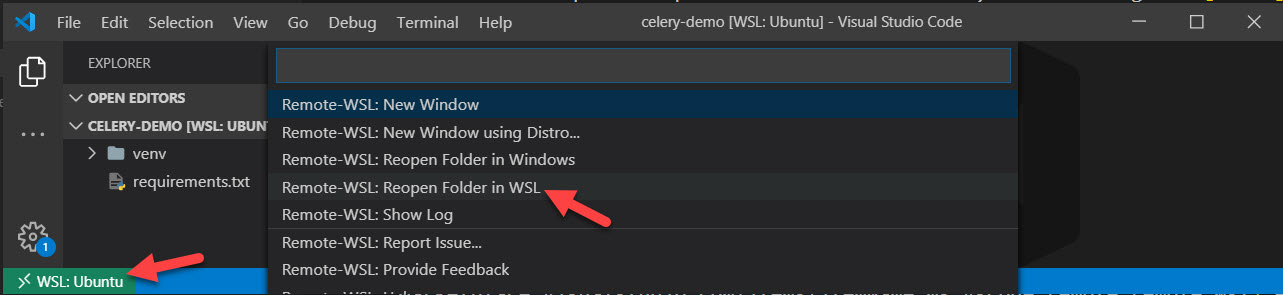 File Edit Selection View Go Debug Terminal Help celery-demo [WSL: Ubuntu] - Visual Studio Code
EXPLORER
OPEN EDITORS
CELERY-DEMO [WSL: UBUNT
venv
requirements.txt
1
WSL: Ubuntu
Remote-WSL: New Window
Remote-WSL: New Window using Distro...
Remote-WSL: Reopen Folder in Windows
Remote-WSL: Reopen Folder in WSL
Remote-WSL: Show Log
Remote-WSL: Report Issue...
Remote-WSL: Provide Feedback